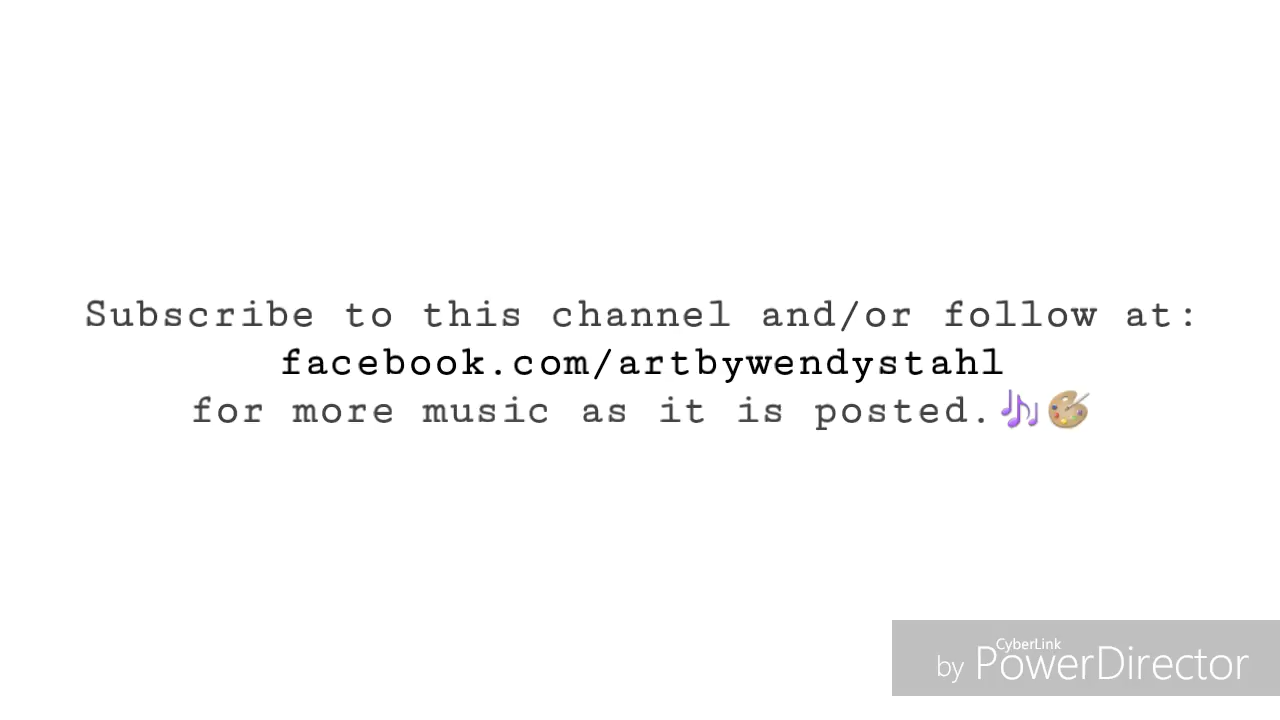 Subscribe to this channel and/or follow at:
facebook.com/artbywendystahl
for more music as it is posted.🎶🎨
by CyberLink PowerDirector